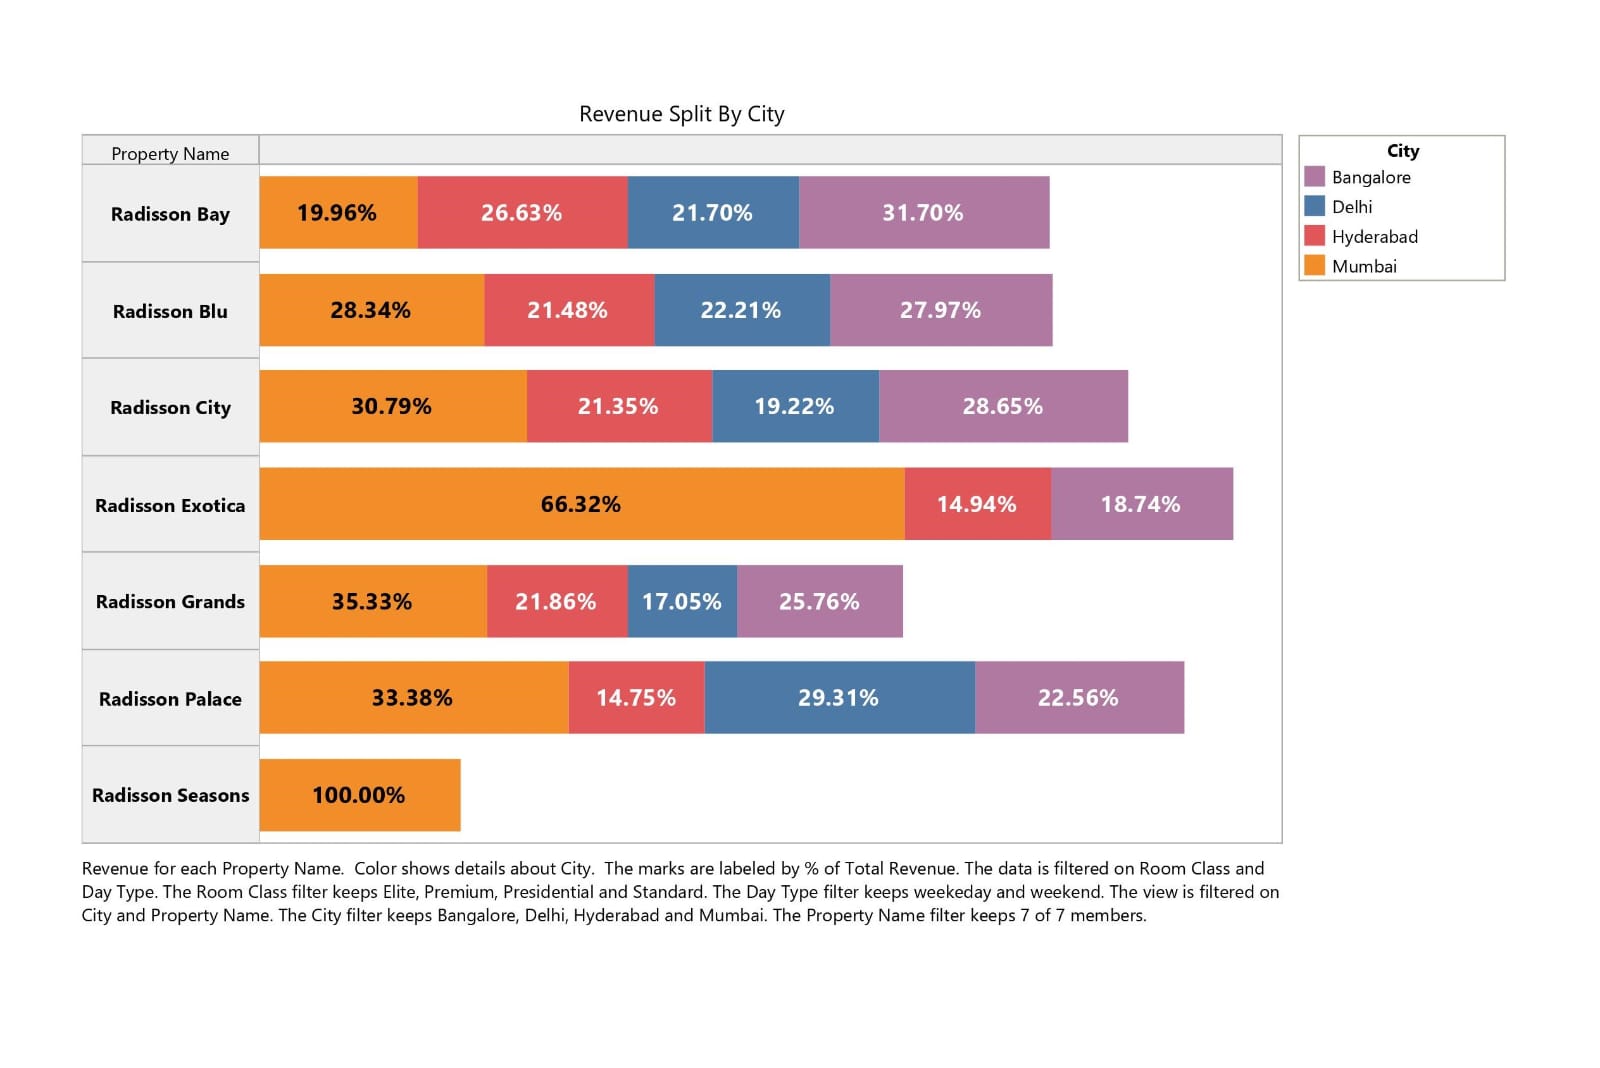 Revenue Split By City
Property Name
Radisson Bay 19.96% 26.63% 21.70% 31.70%
Radisson Blu 28.34% 21.48% 22.21% 27.97%
Radisson City 30.79% 21.35% 19.22% 28.65%
Radisson Exotica 66.32% 14.94% 18.74%
Radisson Grands 35.33% 21.86% 17.05% 25.76%
Radisson Palace 33.38% 14.75% 29.31% 22.56%
Radisson Seasons 100.00%
City
Bangalore
Delhi
Hyderabad
Mumbai
Revenue for each Property Name.  Color shows details about City.  The marks are labeled by % of Total Revenue. The data is filtered on Room Class and
Day Type. The Room Class filter keeps Elite, Premium, Presidential and Standard. The Day Type filter keeps weekeday and weekend. The view is filtered on
City and Property Name. The City filter keeps Bangalore, Delhi, Hyderabad and Mumbai. The Property Name filter keeps 7 of 7 members.